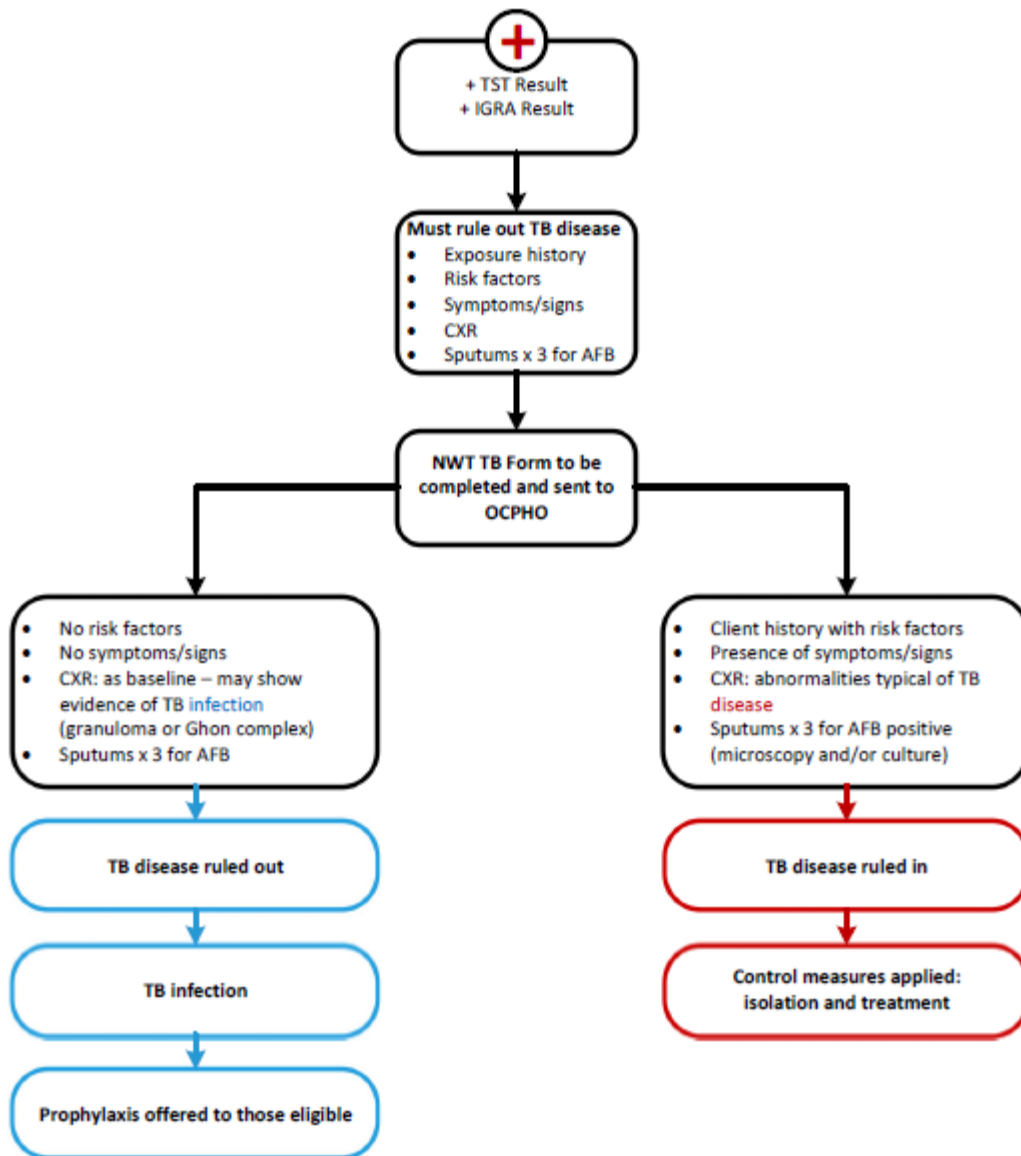 + TST Result
+ IGRA Result
Must rule out TB disease
• Exposure history
• Risk factors
• Symptoms/signs
• CXR
• Sputums x 3 for AFB
NWT TB Form to be
completed and sent to
OCPHO
• No risk factors
• No symptoms/signs
• CXR: as baseline – may show
evidence of TB infection
(granuloma or Ghon complex)
• Sputums x 3 for AFB
• Client history with risk factors
• Presence of symptoms/signs
• CXR: abnormalities typical of TB
disease
• Sputums x 3 for AFB positive
(microscopy and/or culture)
TB disease ruled out
TB disease ruled in
TB infection
Control measures applied:
isolation and treatment
Prophylaxis offered to those eligible